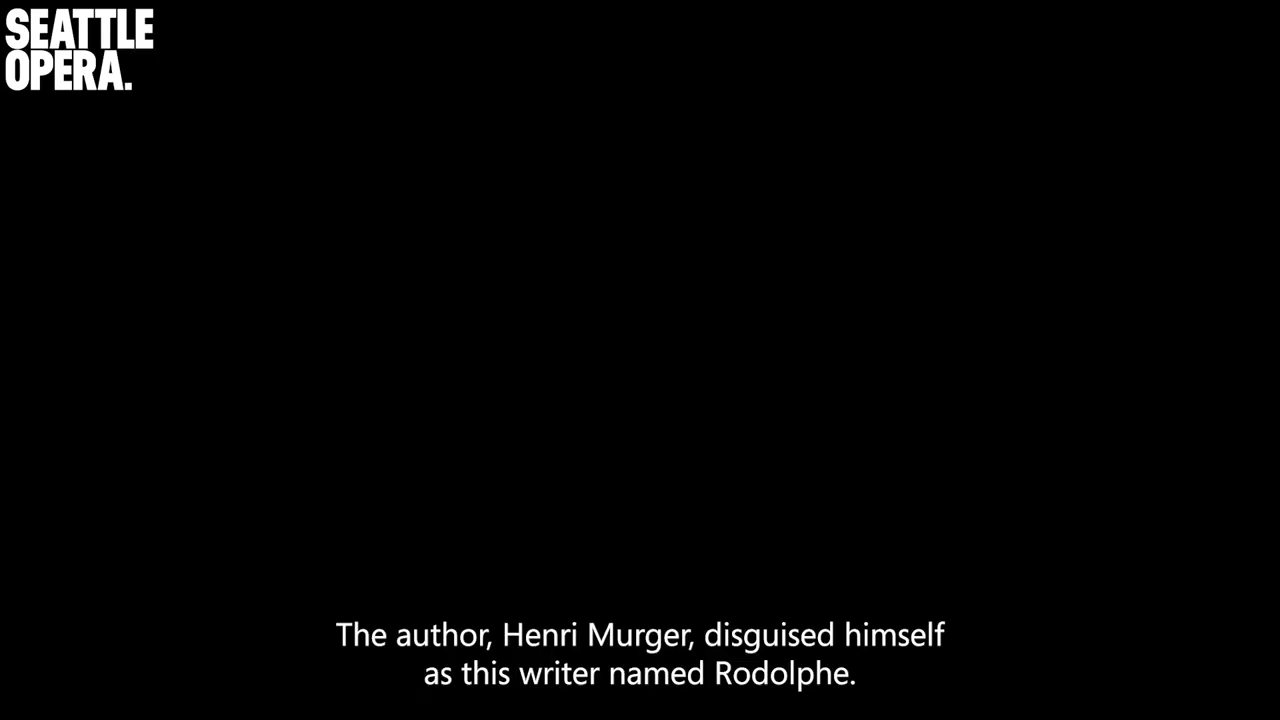 SEATTLE
OPERA.
The author, Henri Murger, disguised himself
as this writer named Rodolphe.